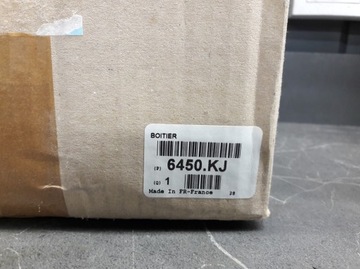 BOITIER
(P) 6450.KJ
(Q) 1
Made In FR-France